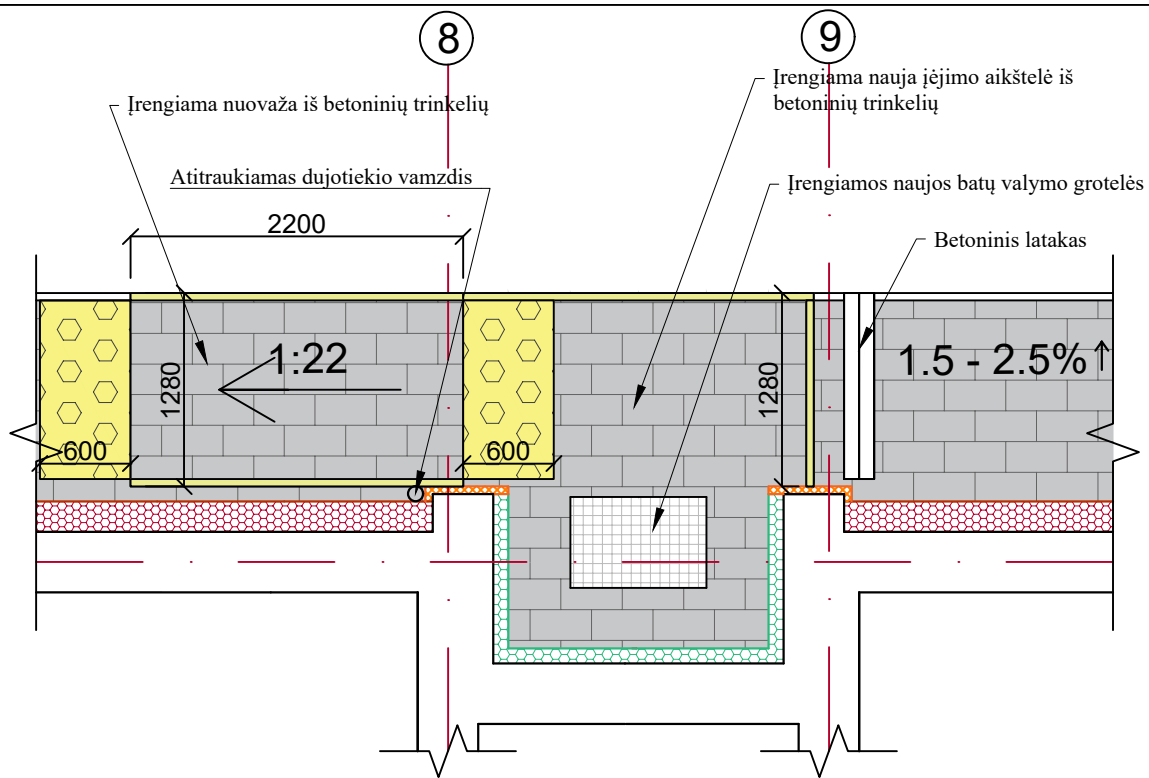 8
9
Įrengiama nauja įėjimo aikštelė iš
betoninių trinkelių
Įrengiama nuovaža iš betoninių trinkelių
Atitraukiamas dujotiekio vamzdis
Įrengiamos naujos batų valymo grotelės
2200
Betoninis latakas
1:22
1.5 - 2.5%↑
1280
1280
600
600